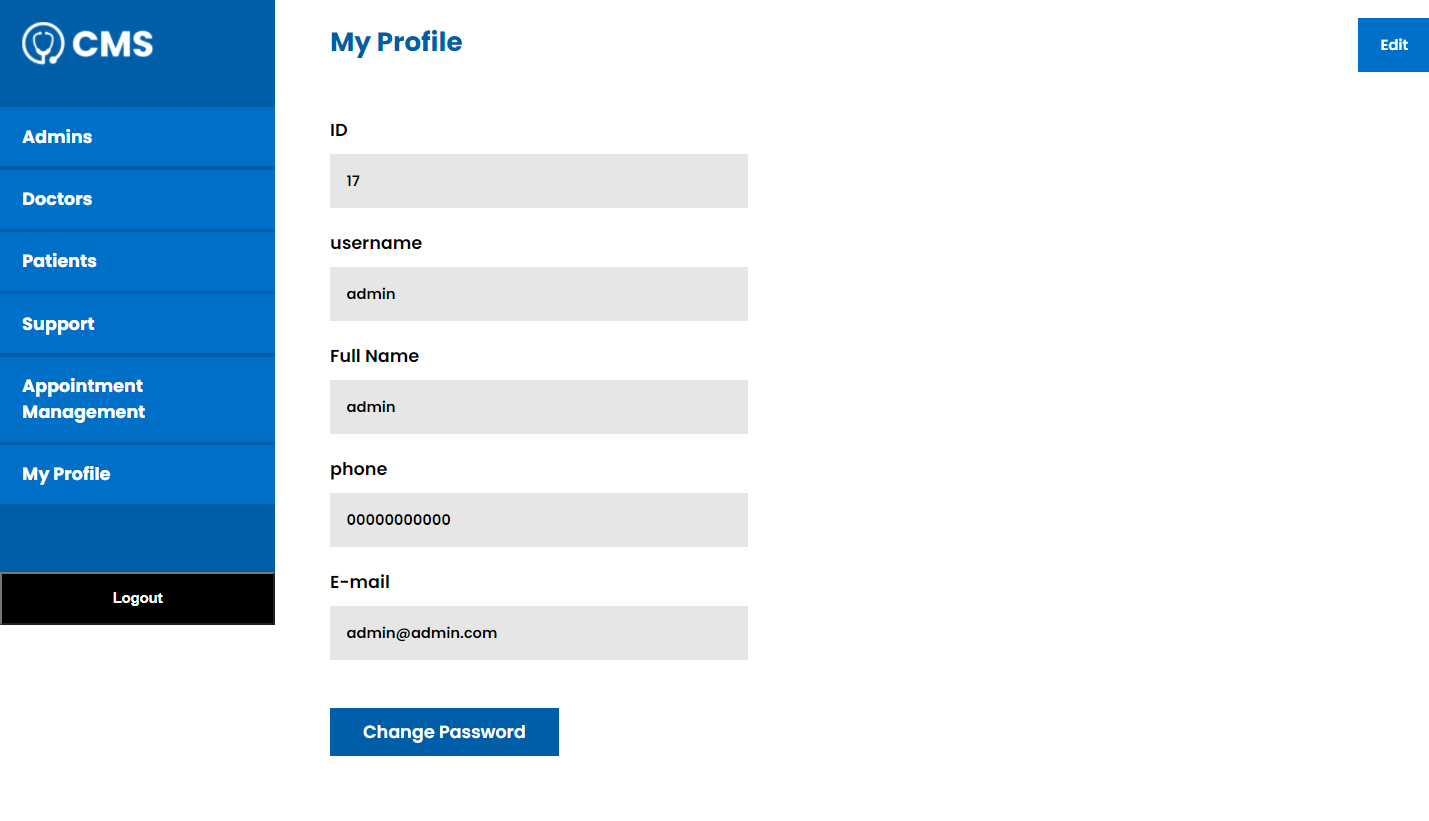 CMS
Admins
Doctors
Patients
Support
Appointment
Management
My Profile
Logout
My Profile
Edit
ID
17
username
admin
Full Name
admin
phone
00000000000
E-mail
admin@admin.com
Change Password